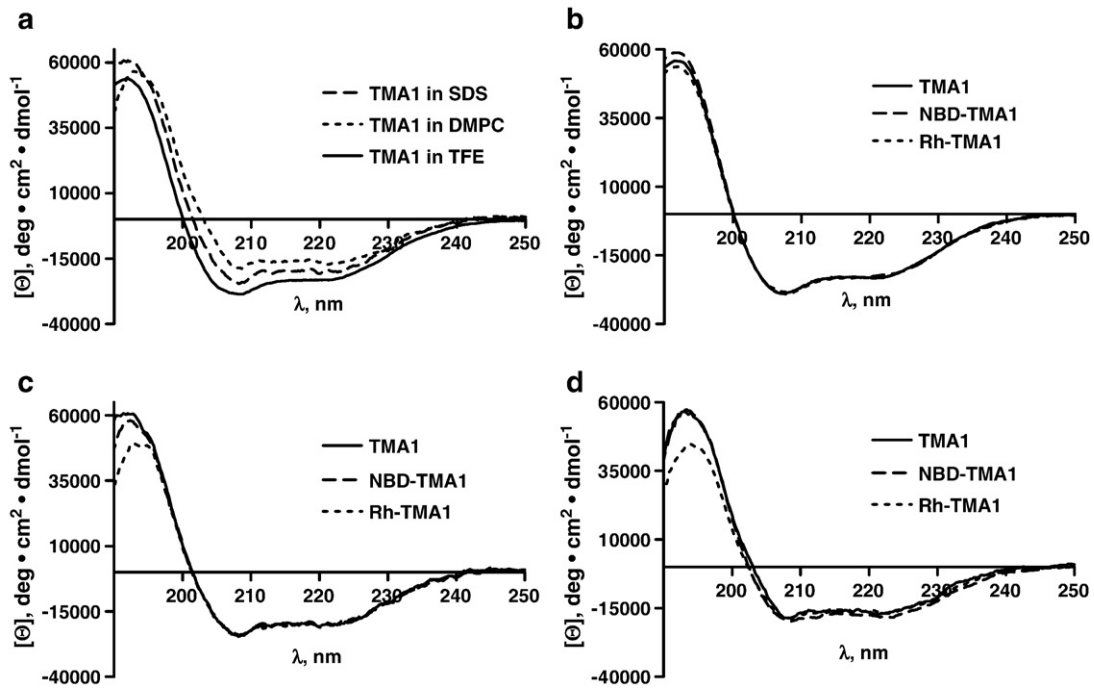 a
60000
35000
10000
-15000
-40000
[Θ], deg • cm² • dmol⁻¹
TMA1 in SDS
TMA1 in DMPC
TMA1 in TFE
200 210 220 230 240 250
λ, nm
b
60000
35000
10000
-15000
-40000
[Θ], deg • cm² • dmol⁻¹
TMA1
NBD-TMA1
Rh-TMA1
200 210 220 230 240 250
λ, nm
c
60000
35000
10000
-15000
-40000
[Θ], deg • cm² • dmol⁻¹
TMA1
NBD-TMA1
Rh-TMA1
200 210 220 230 240 250
λ, nm
d
60000
35000
10000
-15000
-40000
[Θ], deg • cm² • dmol⁻¹
TMA1
NBD-TMA1
Rh-TMA1
200 210 220 230 240 250
λ, nm